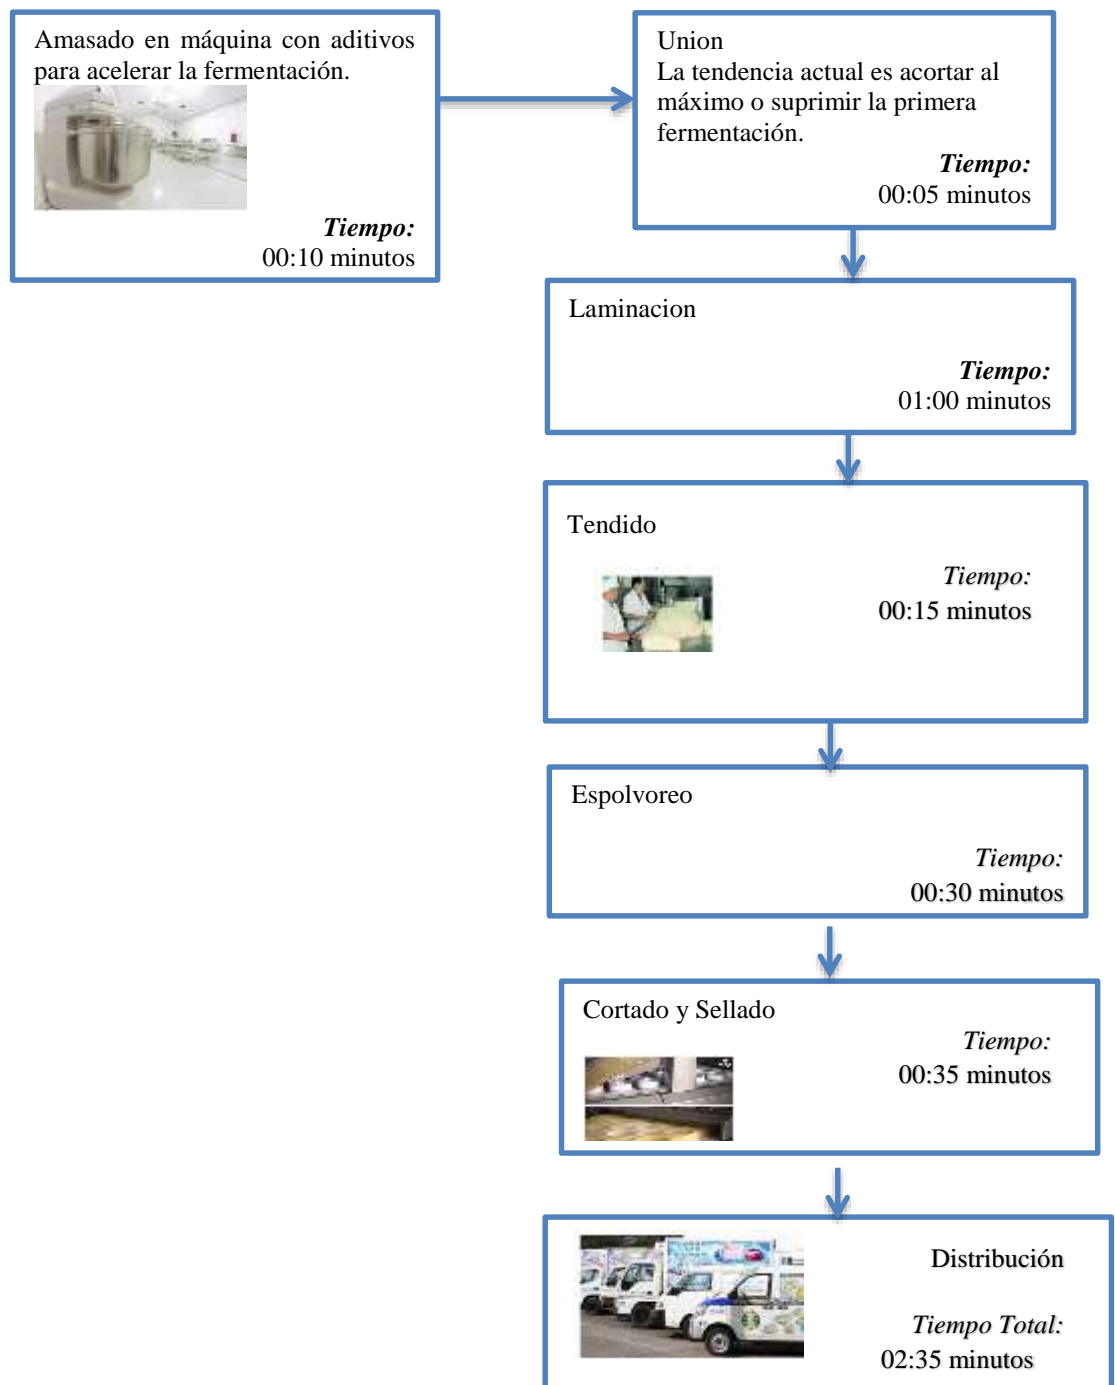 Amasado en máquina con aditivos
para acelerar la fermentación.
Tiempo:
00:10 minutos
Union
La tendencia actual es acortar al
máximo o suprimir la primera
fermentación.
Tiempo:
00:05 minutos
Laminacion
Tiempo:
01:00 minutos
Tendido
Tiempo:
00:15 minutos
Espolvoreo
Tiempo:
00:30 minutos
Cortado y Sellado
Tiempo:
00:35 minutos
Distribución
Tiempo Total:
02:35 minutos